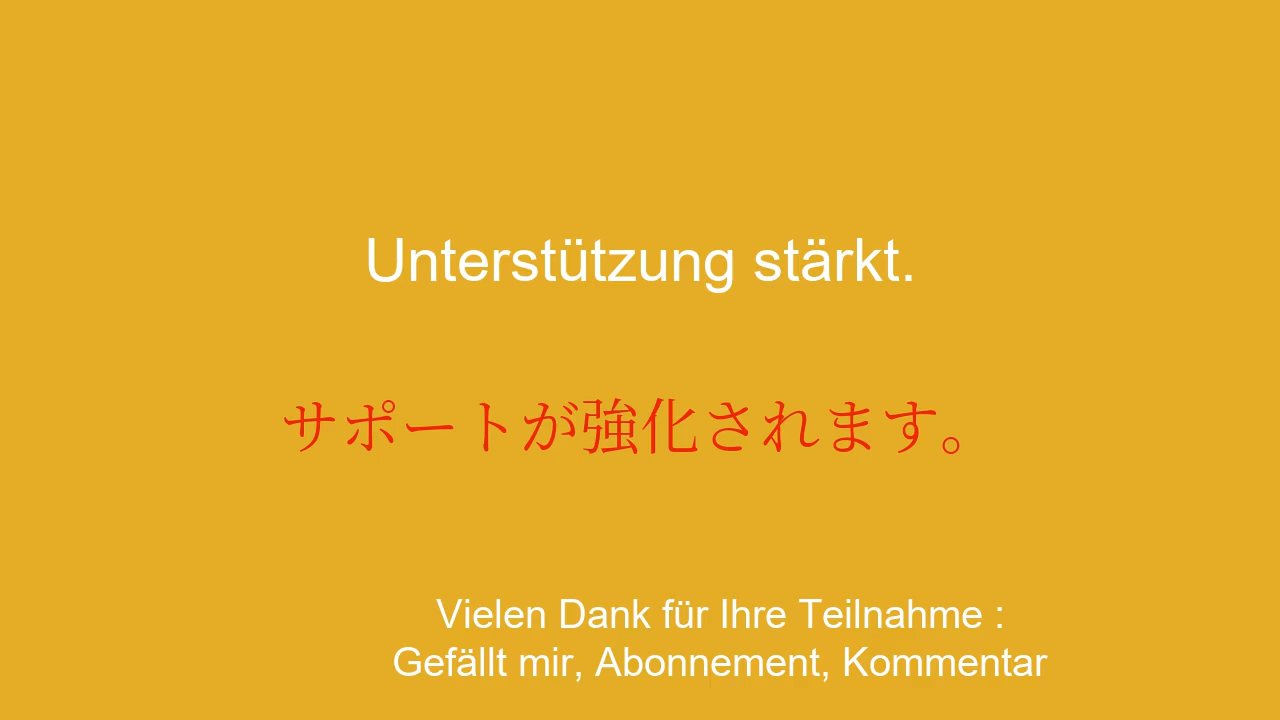 Unterstützung stärkt.
サポートが強化されます。
Vielen Dank für Ihre Teilnahme :
Gefällt mir, Abonnement, Kommentar